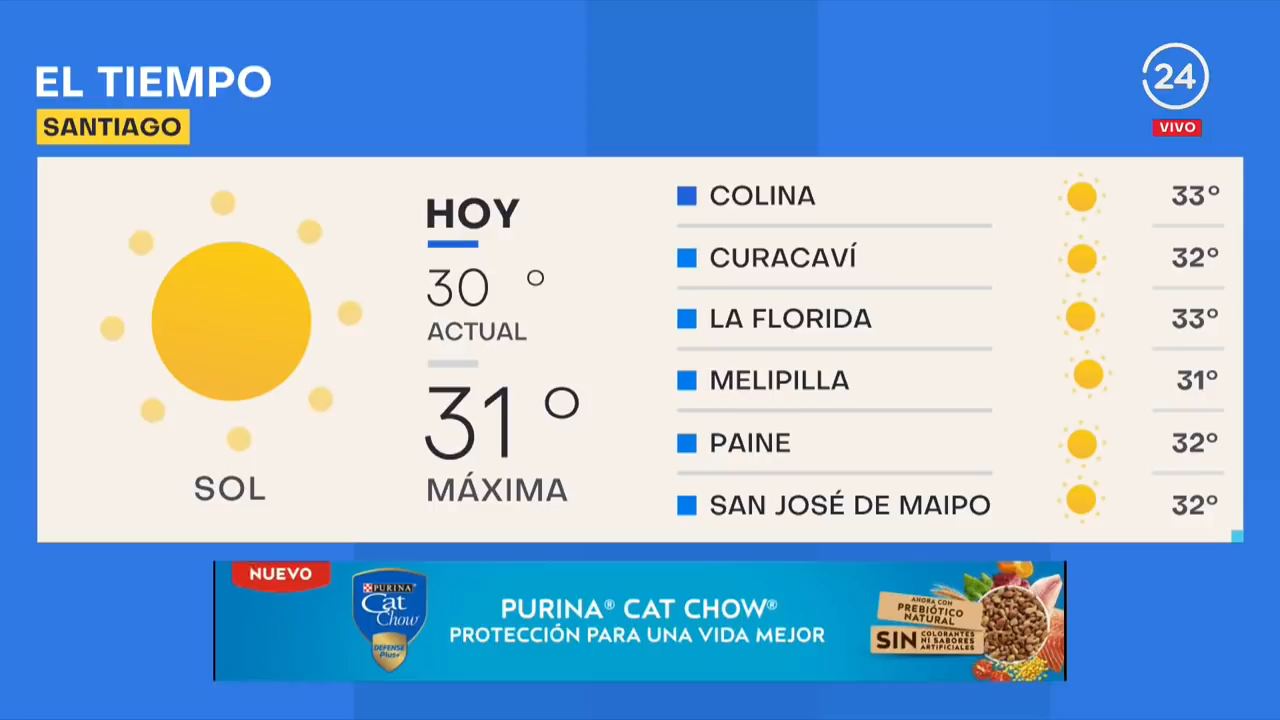 EL TIEMPO
SANTIAGO
24
VIVO
SOL
HOY
30 °
ACTUAL
31 °
MÁXIMA
COLINA 33°
CURACAVÍ 32°
LA FLORIDA 33°
MELIPILLA 31°
PAINE 32°
SAN JOSÉ DE MAIPO 32°
NUEVO
PURINA
Cat
Chow
DEFENSE
Plus+
PURINA® CAT CHOW®
PROTECCIÓN PARA UNA VIDA MEJOR
AHORA CON
PREBIÓTICO
NATURAL
SIN COLORANTES
NI SABORES
ARTIFICIALES